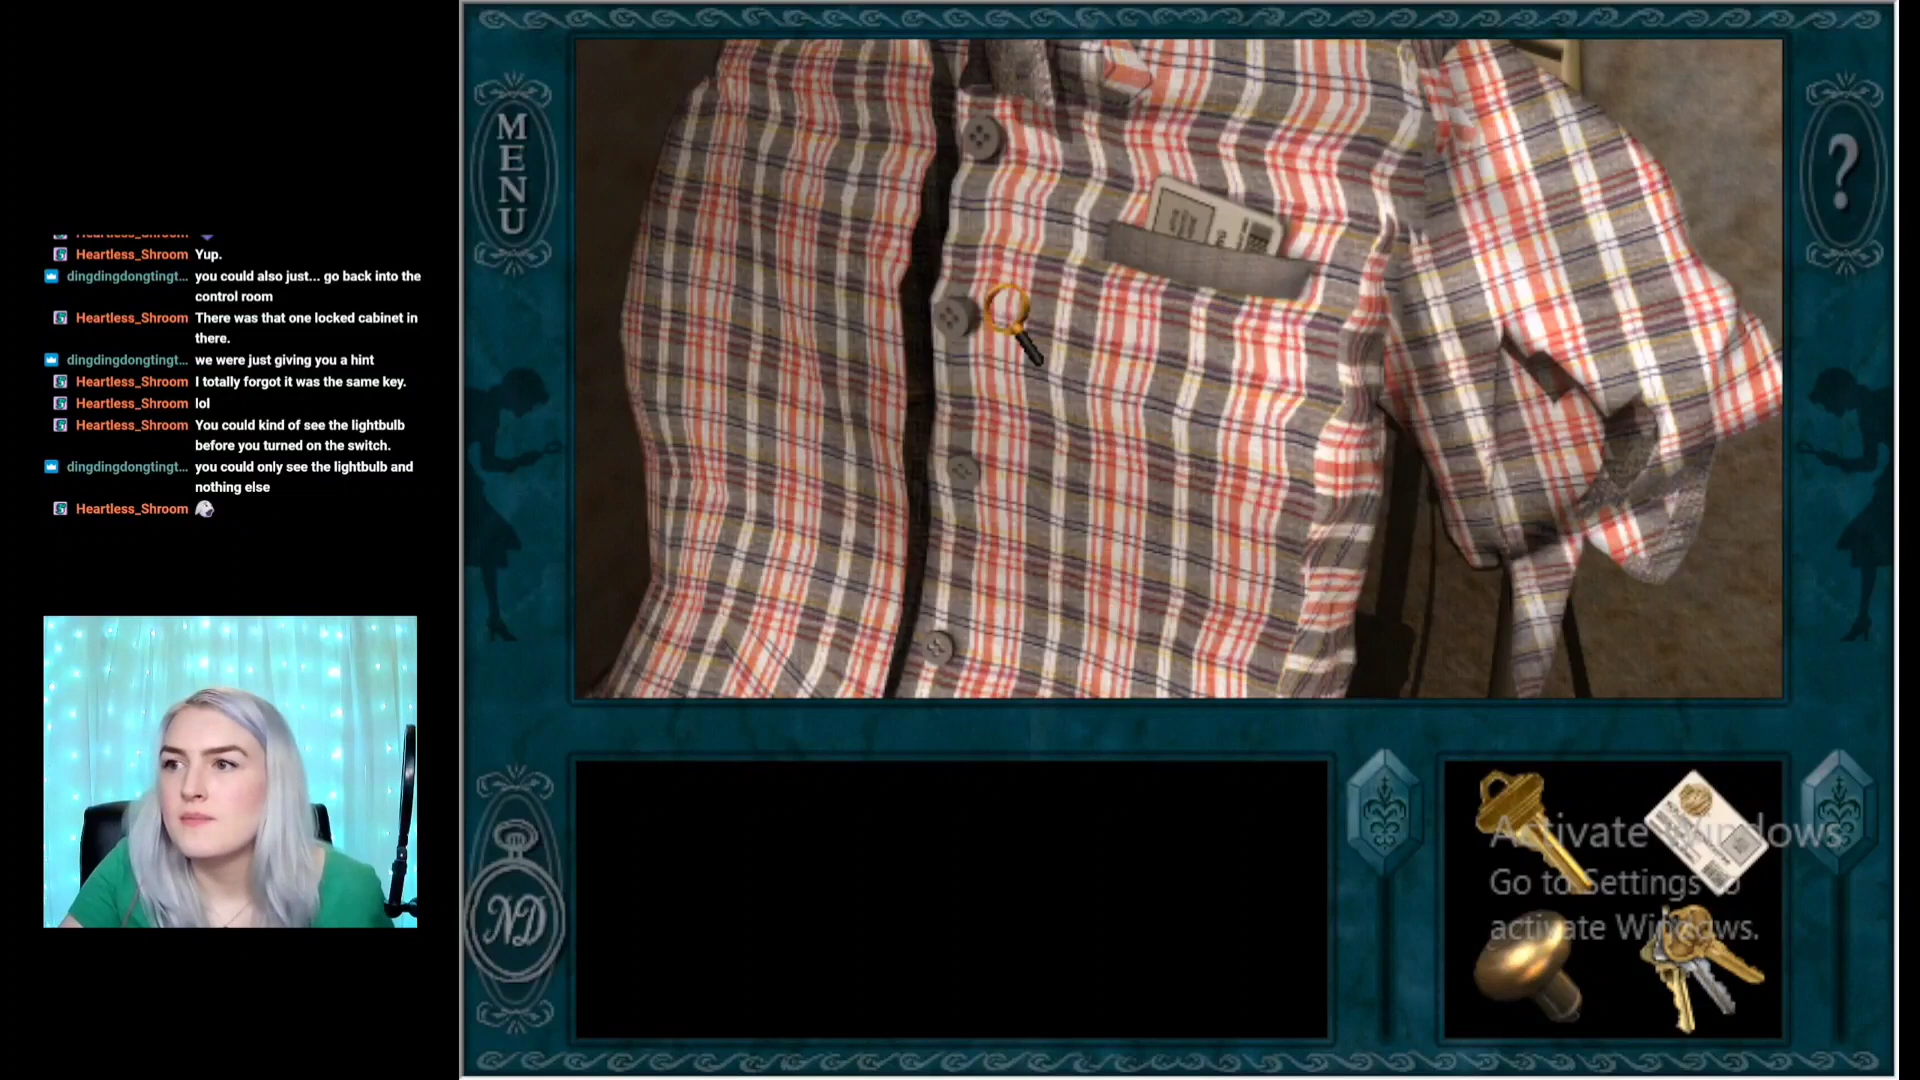 Heartless_Shroom Yup.
dingdingdongtingt... you could also just... go back into the
control room
Heartless_Shroom There was that one locked cabinet in
there.
dingdingdongtingt... we were just giving you a hint
Heartless_Shroom I totally forgot it was the same key.
Heartless_Shroom lol
Heartless_Shroom You could kind of see the lightbulb
before you turned on the switch.
dingdingdongtingt... you could only see the lightbulb and
nothing else
Heartless_Shroom
MENU
?
ND
Activate Windows
Go to Settings to
activate Windows.